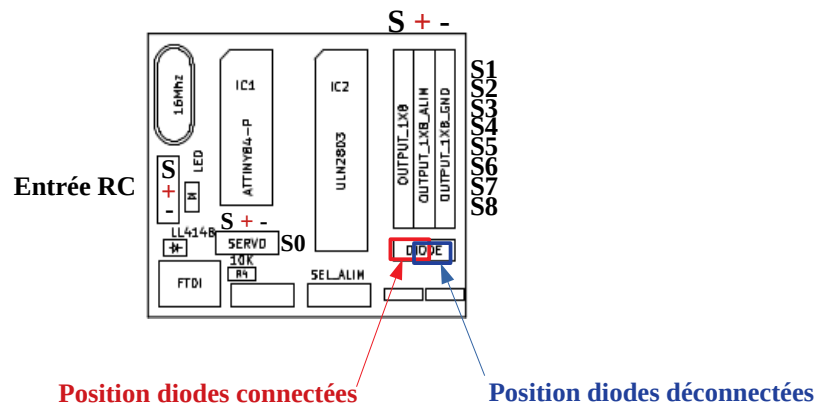 S + -
16Mhz
IC1
ATTINY84-P
IC2
ULN2803
OUTPUT_1X8
OUTPUT_1X8_ALIM
OUTPUT_1X8_GND
S1
S2
S3
S4
S5
S6
S7
S8
Entrée RC
S
+
-
LED
LL4148
S + -
SERVO
S0
DIODE
10K
R4
FTDI
SEL_ALIM
Position diodes connectées
Position diodes déconnectées